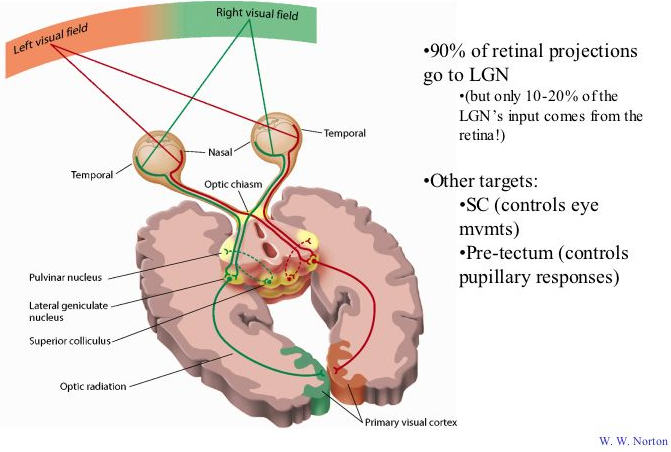 Left visual field
Right visual field
Temporal
Nasal
Temporal
Optic chiasm
Pulvinar nucleus
Lateral geniculate
nucleus
Superior colliculus
Optic radiation
Primary visual cortex
•90% of retinal projections
go to LGN
•(but only 10-20% of the
LGN's input comes from the
retina!)
•Other targets:
•SC (controls eye
mvmts)
•Pre-tectum (controls
pupillary responses)
W. W. Norton